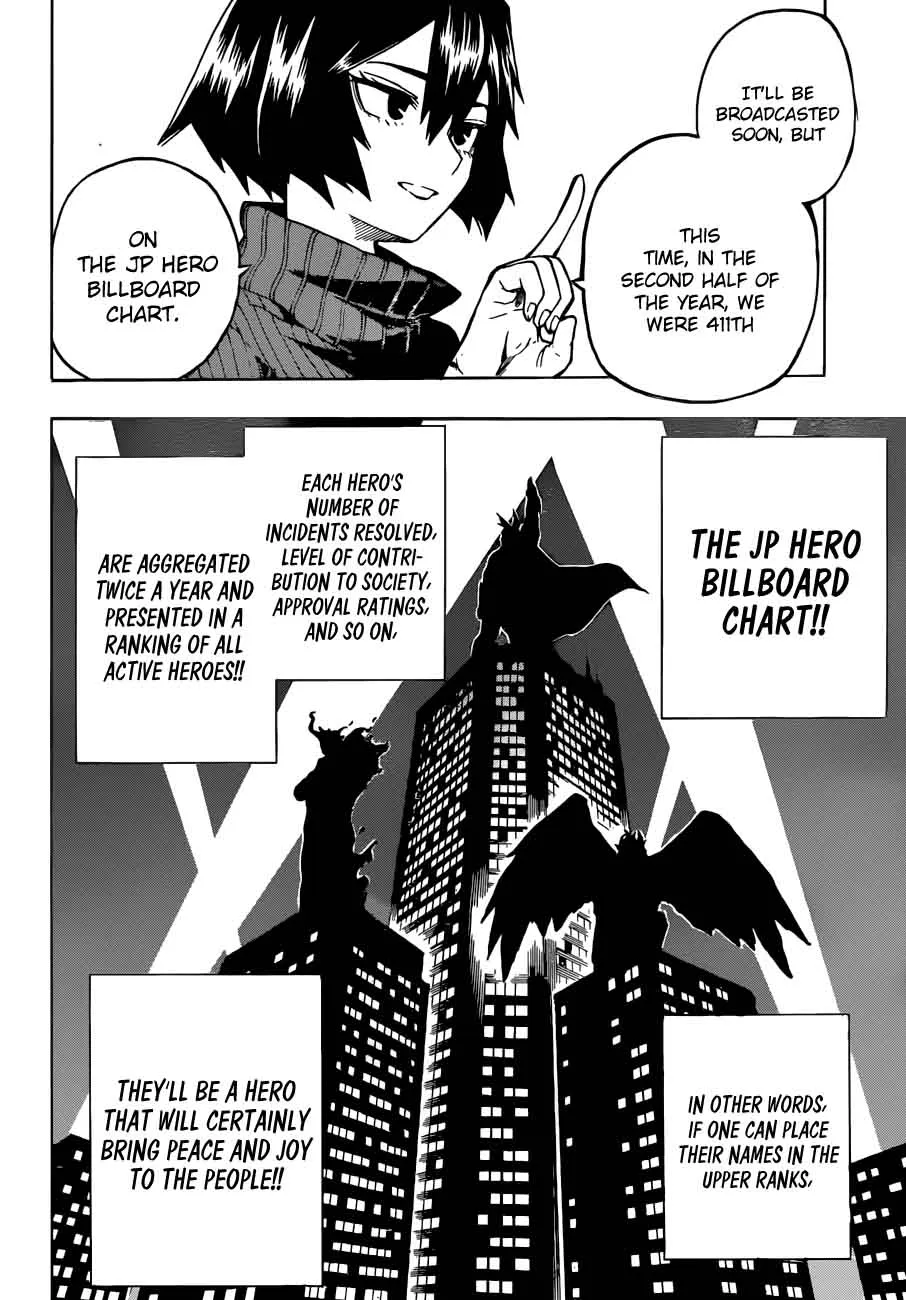 IT'LL BE
BROADCASTED
SOON, BUT
THIS
TIME, IN THE
SECOND HALF OF
THE YEAR, WE
WERE 411TH
ON
THE JP HERO
BILLBOARD
CHART.
THE JP HERO
BILLBOARD
CHART!!
EACH HERO'S
NUMBER OF
INCIDENTS RESOLVED,
LEVEL OF CONTRI-
BUTION TO SOCIETY,
APPROVAL RATINGS,
AND SO ON,
ARE AGGREGATED
TWICE A YEAR AND
PRESENTED IN A
RANKING OF ALL
ACTIVE HEROES!!
IN OTHER WORDS,
IF ONE CAN PLACE
THEIR NAMES IN THE
UPPER RANKS,
THEY'LL BE A HERO
THAT WILL CERTAINLY
BRING PEACE AND JOY
TO THE PEOPLE!!